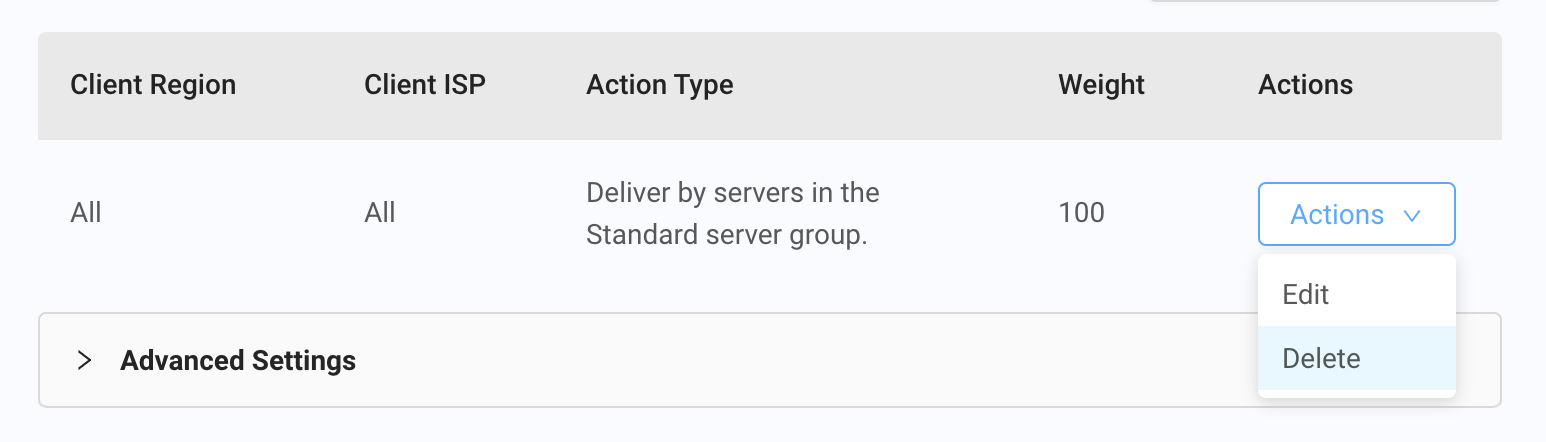 Client Region Client ISP Action Type Weight Actions
All All Deliver by servers in the 100 Actions
Standard server group.
Edit
Advanced Settings Delete